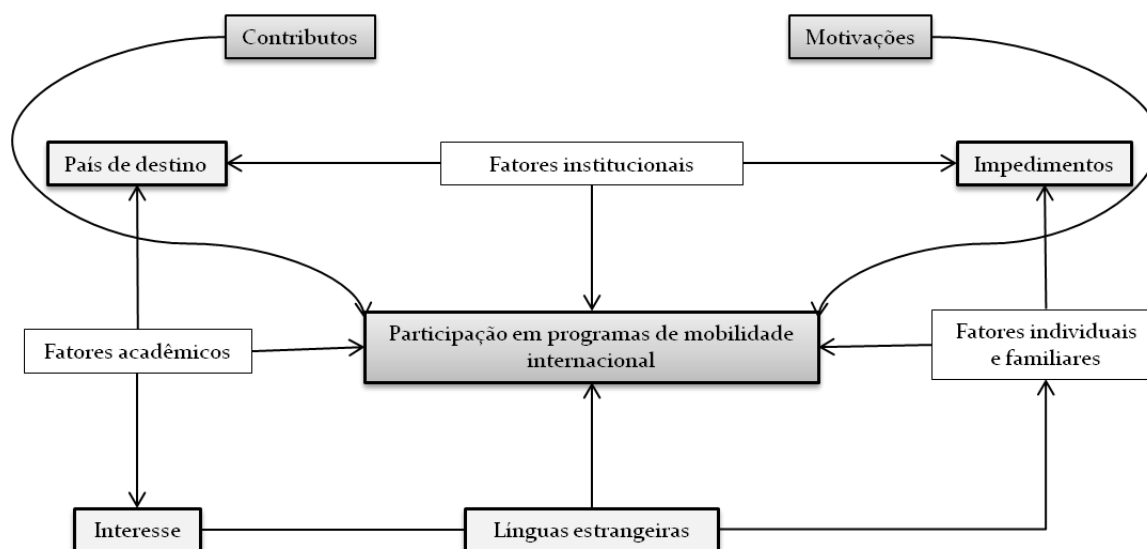 Contributos
Motivações
País de destino
Fatores institucionais
Impedimentos
Fatores acadêmicos
Participação em programas de mobilidade
internacional
Fatores individuais
e familiares
Interesse
Línguas estrangeiras